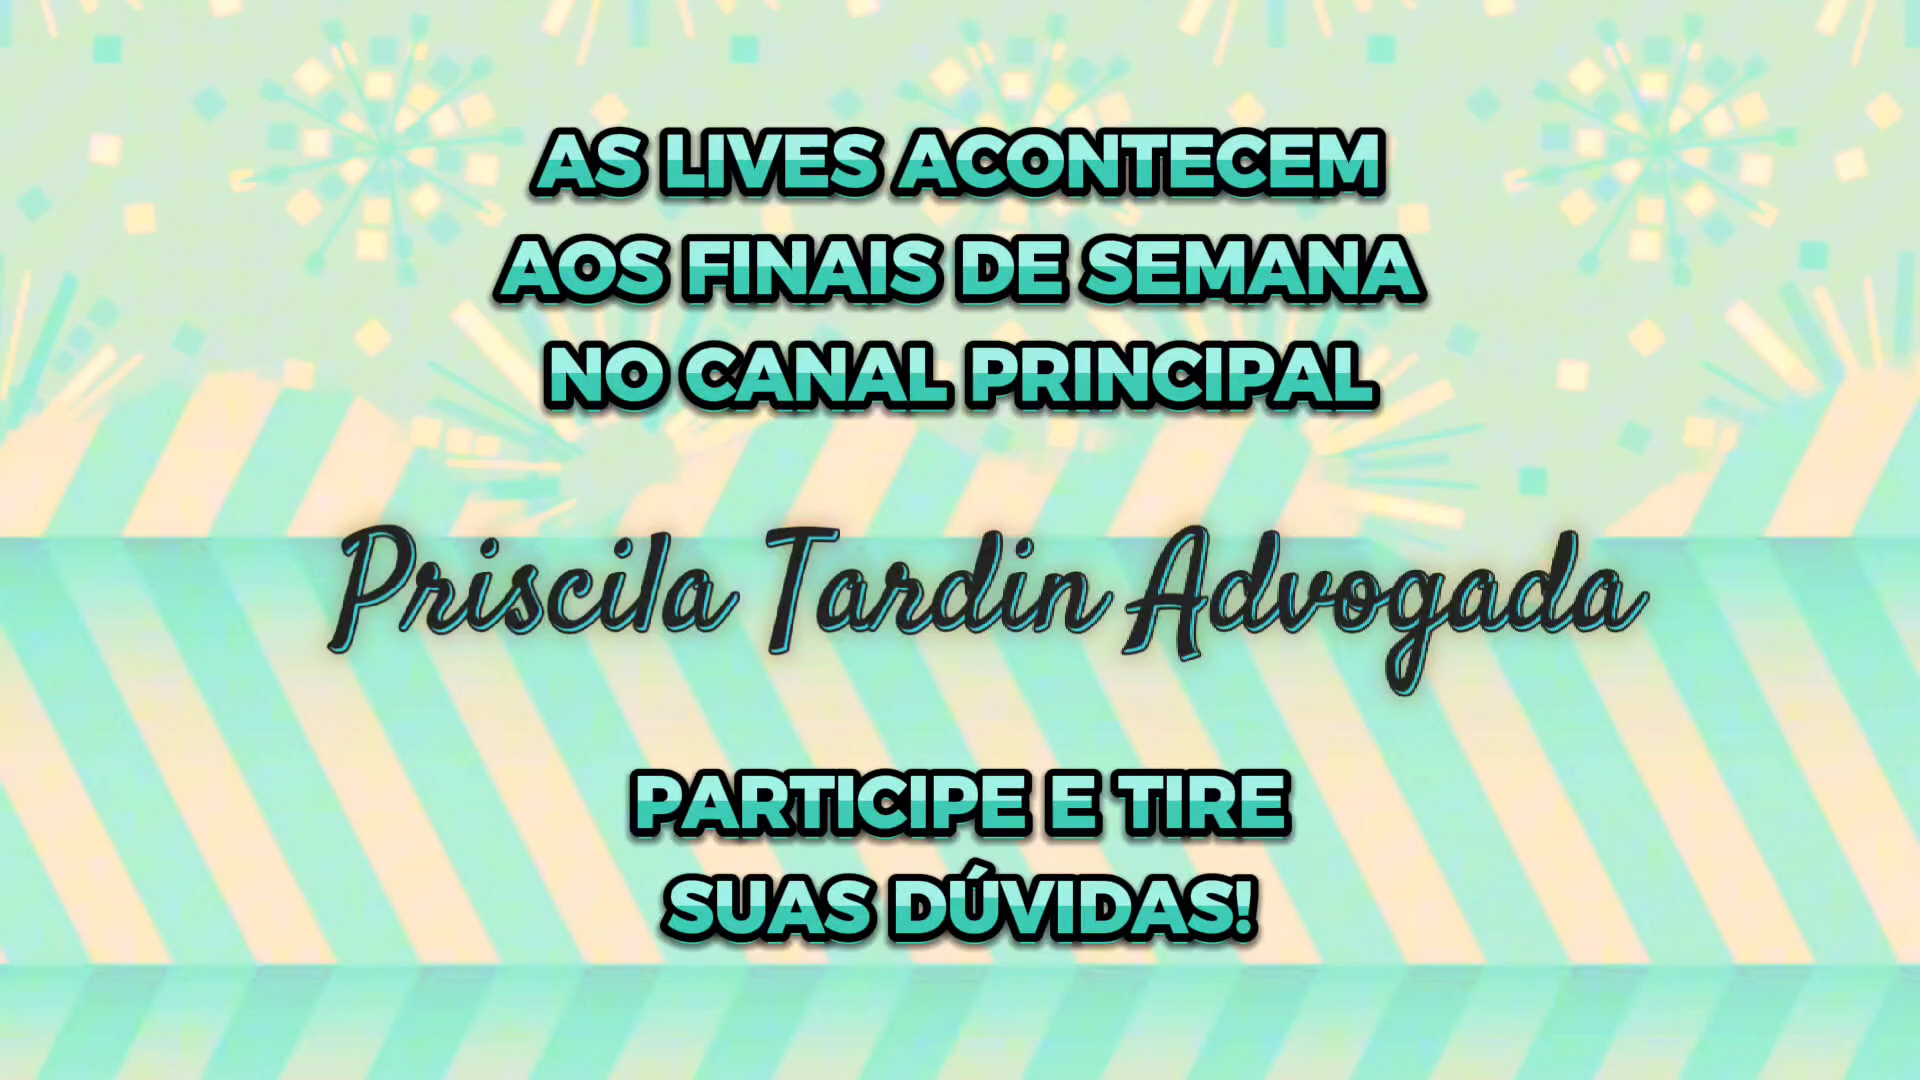 AS LIVES ACONTECEM
AOS FINAIS DE SEMANA
NO CANAL PRINCIPAL
Priscila Tardin Advogada
PARTICIPE E TIRE
SUAS DÚVIDAS!